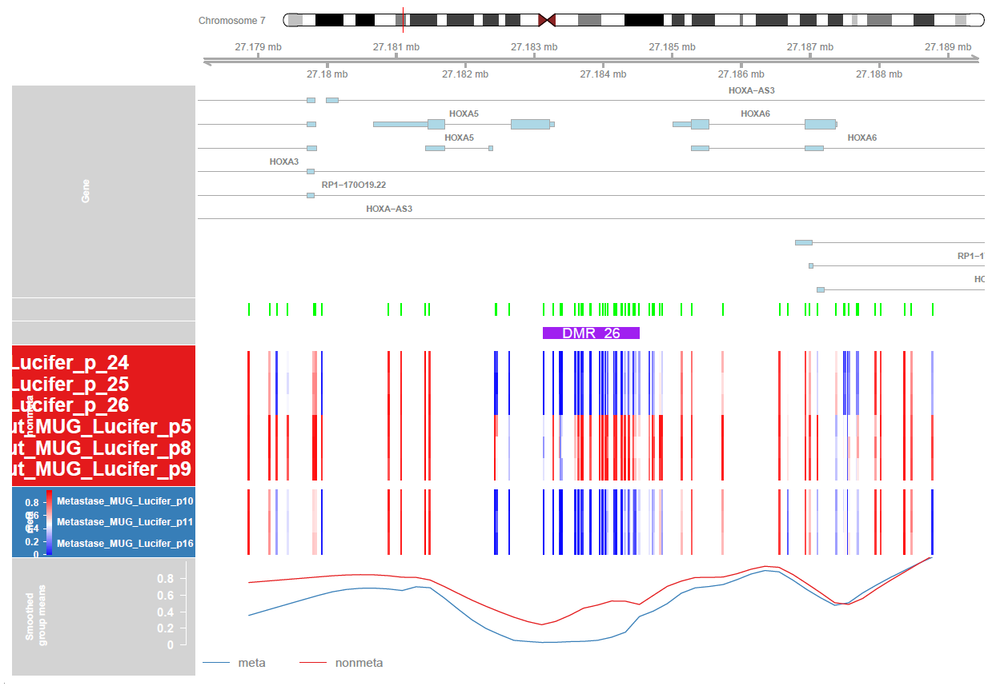 Chromosome 7
27.179 mb 27.181 mb 27.183 mb 27.185 mb 27.187 mb 27.189 mb
27.18 mb 27.182 mb 27.184 mb 27.186 mb 27.188 mb
HOXA−AS3
HOXA5 HOXA6
HOXA5 HOXA6
HOXA3
RP1−170O19.22
HOXA−AS3
RP1−1
HO
Gene
DMR_26
Lucifer_p_24
Lucifer_p_25
Lucifer_p_26
ut_MUG_Lucifer_p5
ut_MUG_Lucifer_p8
ut_MUG_Lucifer_p9
nonmeta
Metastase_MUG_Lucifer_p10
Metastase_MUG_Lucifer_p11
Metastase_MUG_Lucifer_p16
meta
0.8
0.6
0.4
0.2
0
Smoothed
group means
0.8
0.6
0.4
0.2
0
meta nonmeta